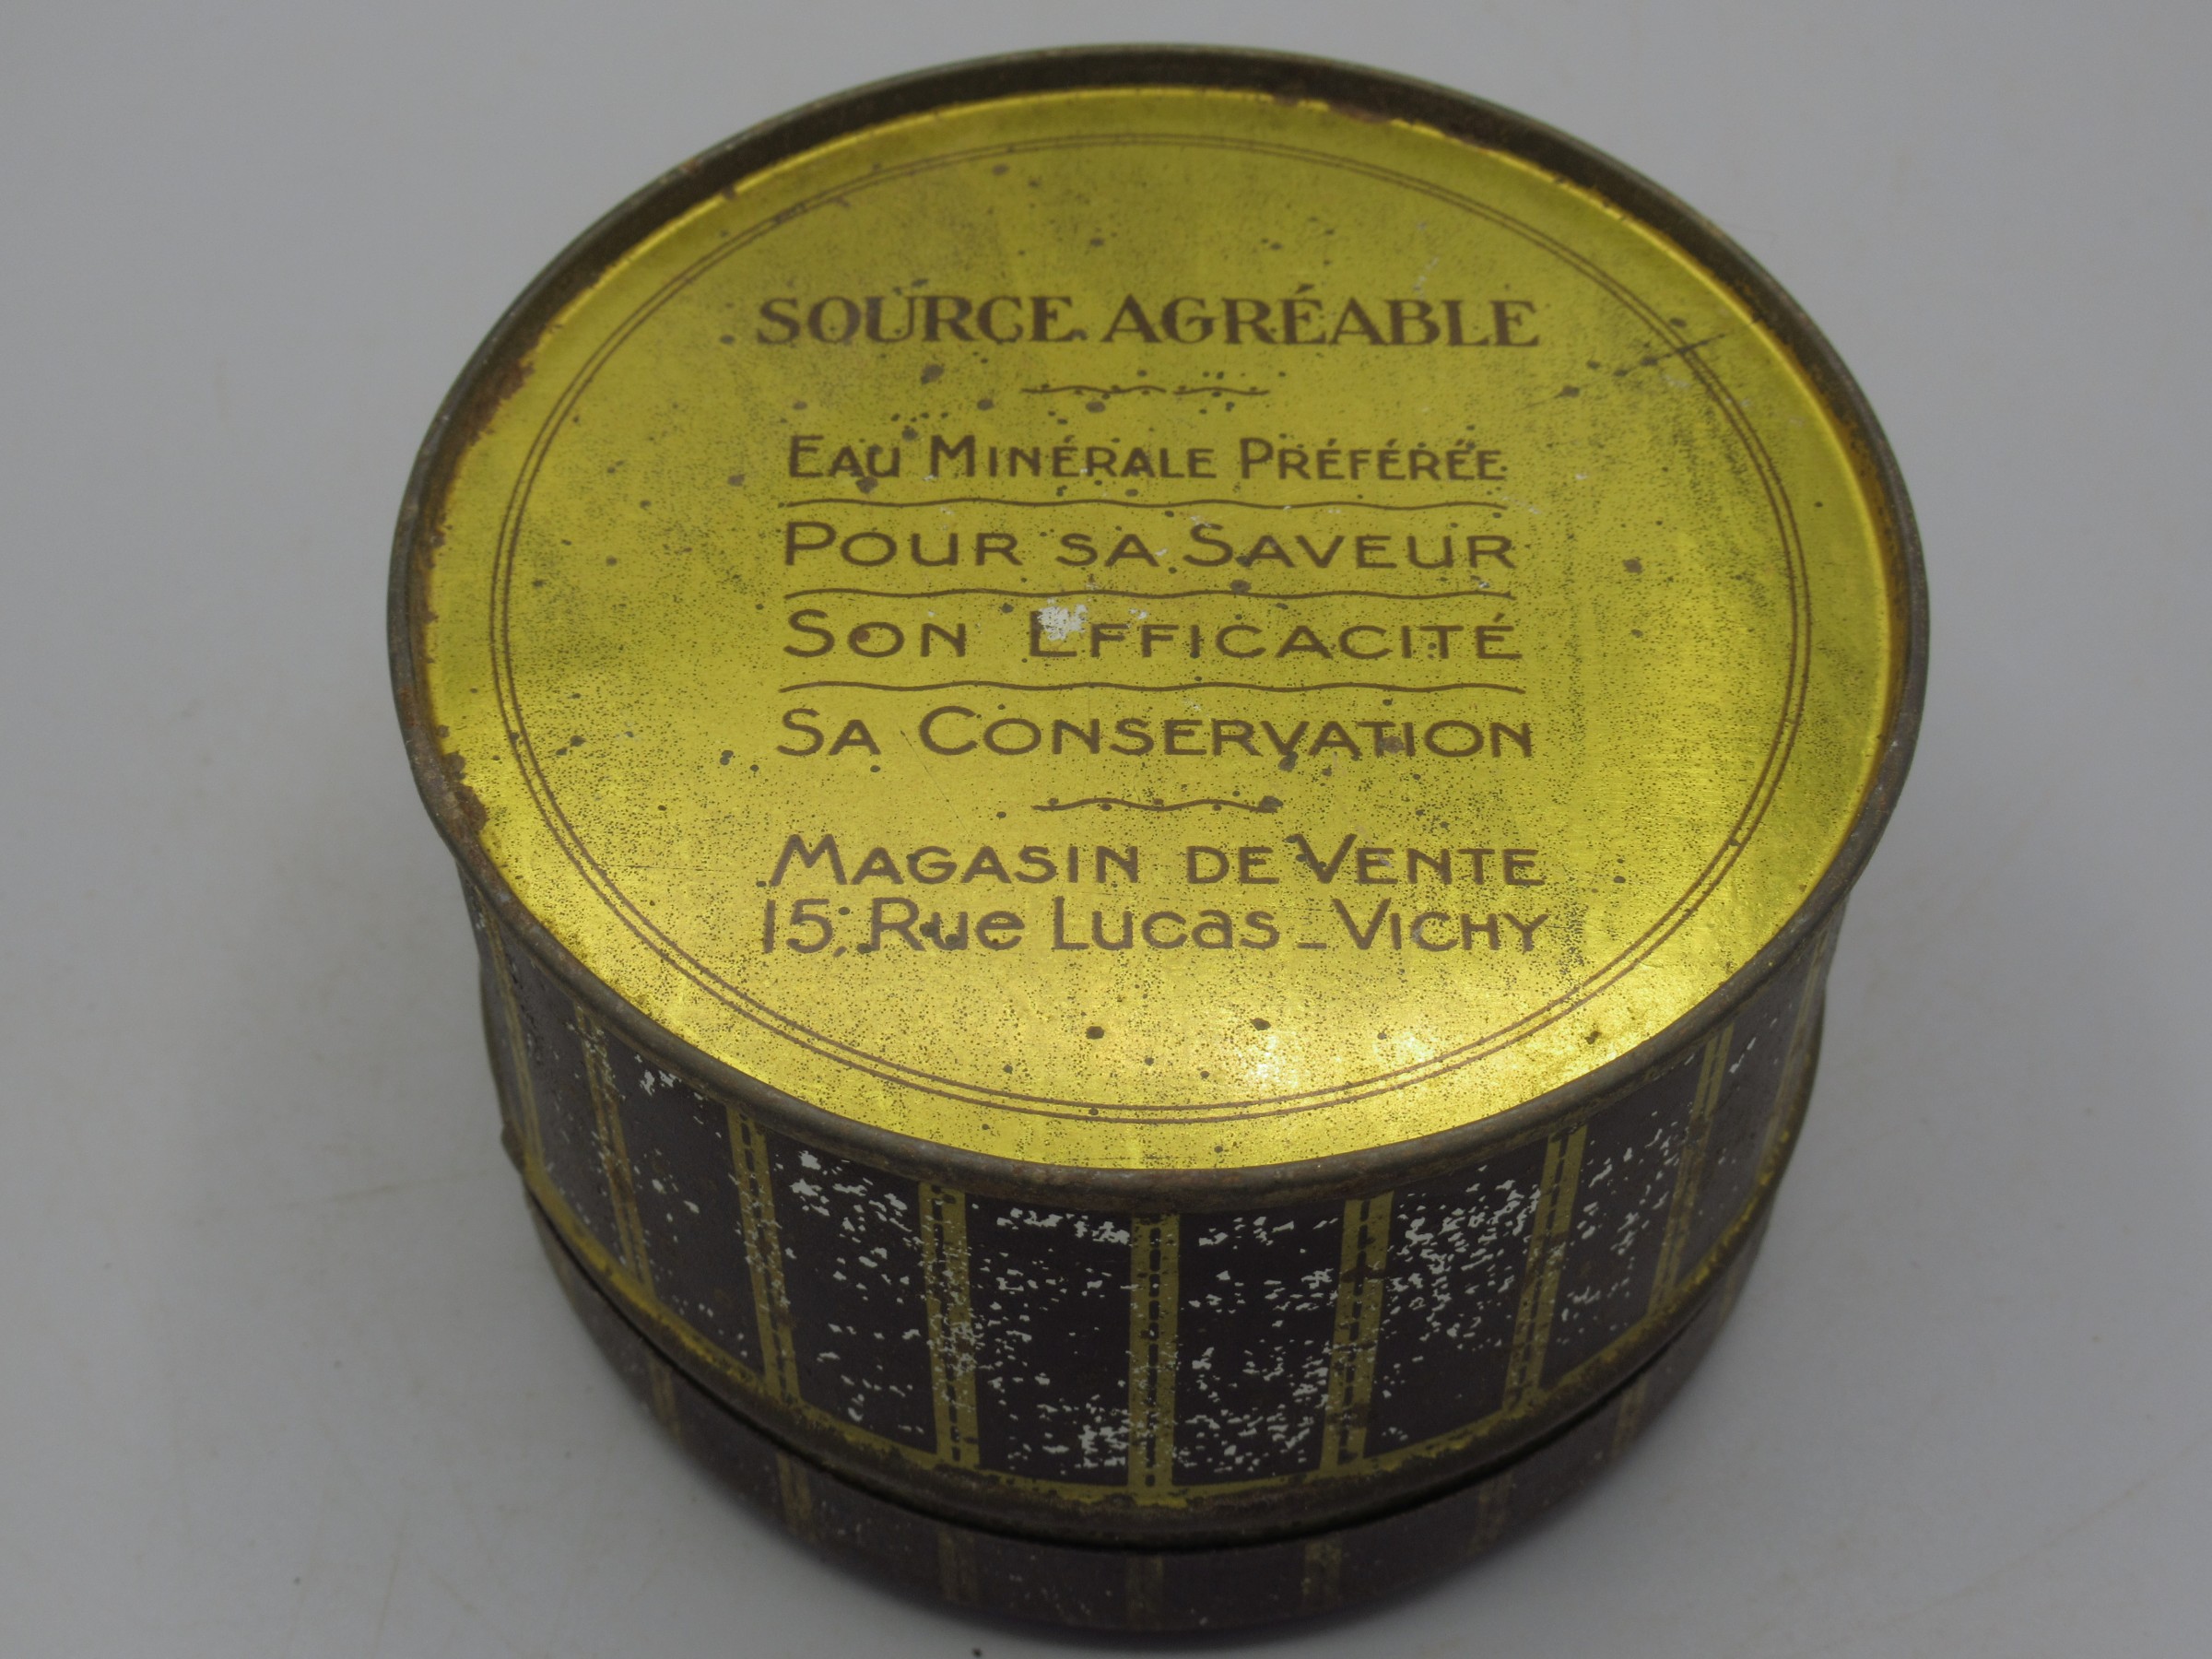 SOURCE AGRÉABLE
EAU MINÉRALE PRÉFÉRÉE
POUR SA SAVEUR
SON EFFICACITÉ
SA CONSERVATION
MAGASIN DE VENTE
15, Rue Lucas _ VICHY